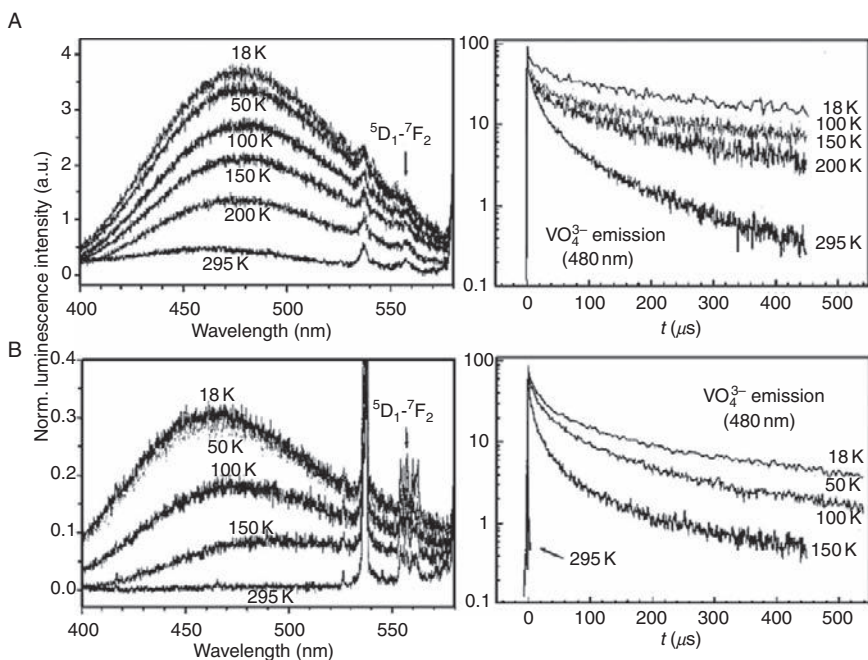 A
Norm. luminescence intensity (a.u.)
4
3
2
1
0
18 K
50 K
100 K
150 K
200 K
295 K
⁵D₁-⁷F₂
400 450 500 550
Wavelength (nm)
100
10
1
0.1
18 K
100 K
150 K
200 K
295 K
VO₄³⁻ emission
(480 nm)
0 100 200 300 400 500
t (μs)
B
0.4
0.3
0.2
0.1
0.0
18 K
50 K
100 K
150 K
295 K
⁵D₁-⁷F₂
400 450 500 550
Wavelength (nm)
100
10
1
0.1
VO₄³⁻ emission
(480 nm)
18 K
50 K
100 K
150 K
295 K
0 100 200 300 400 500
t (μs)